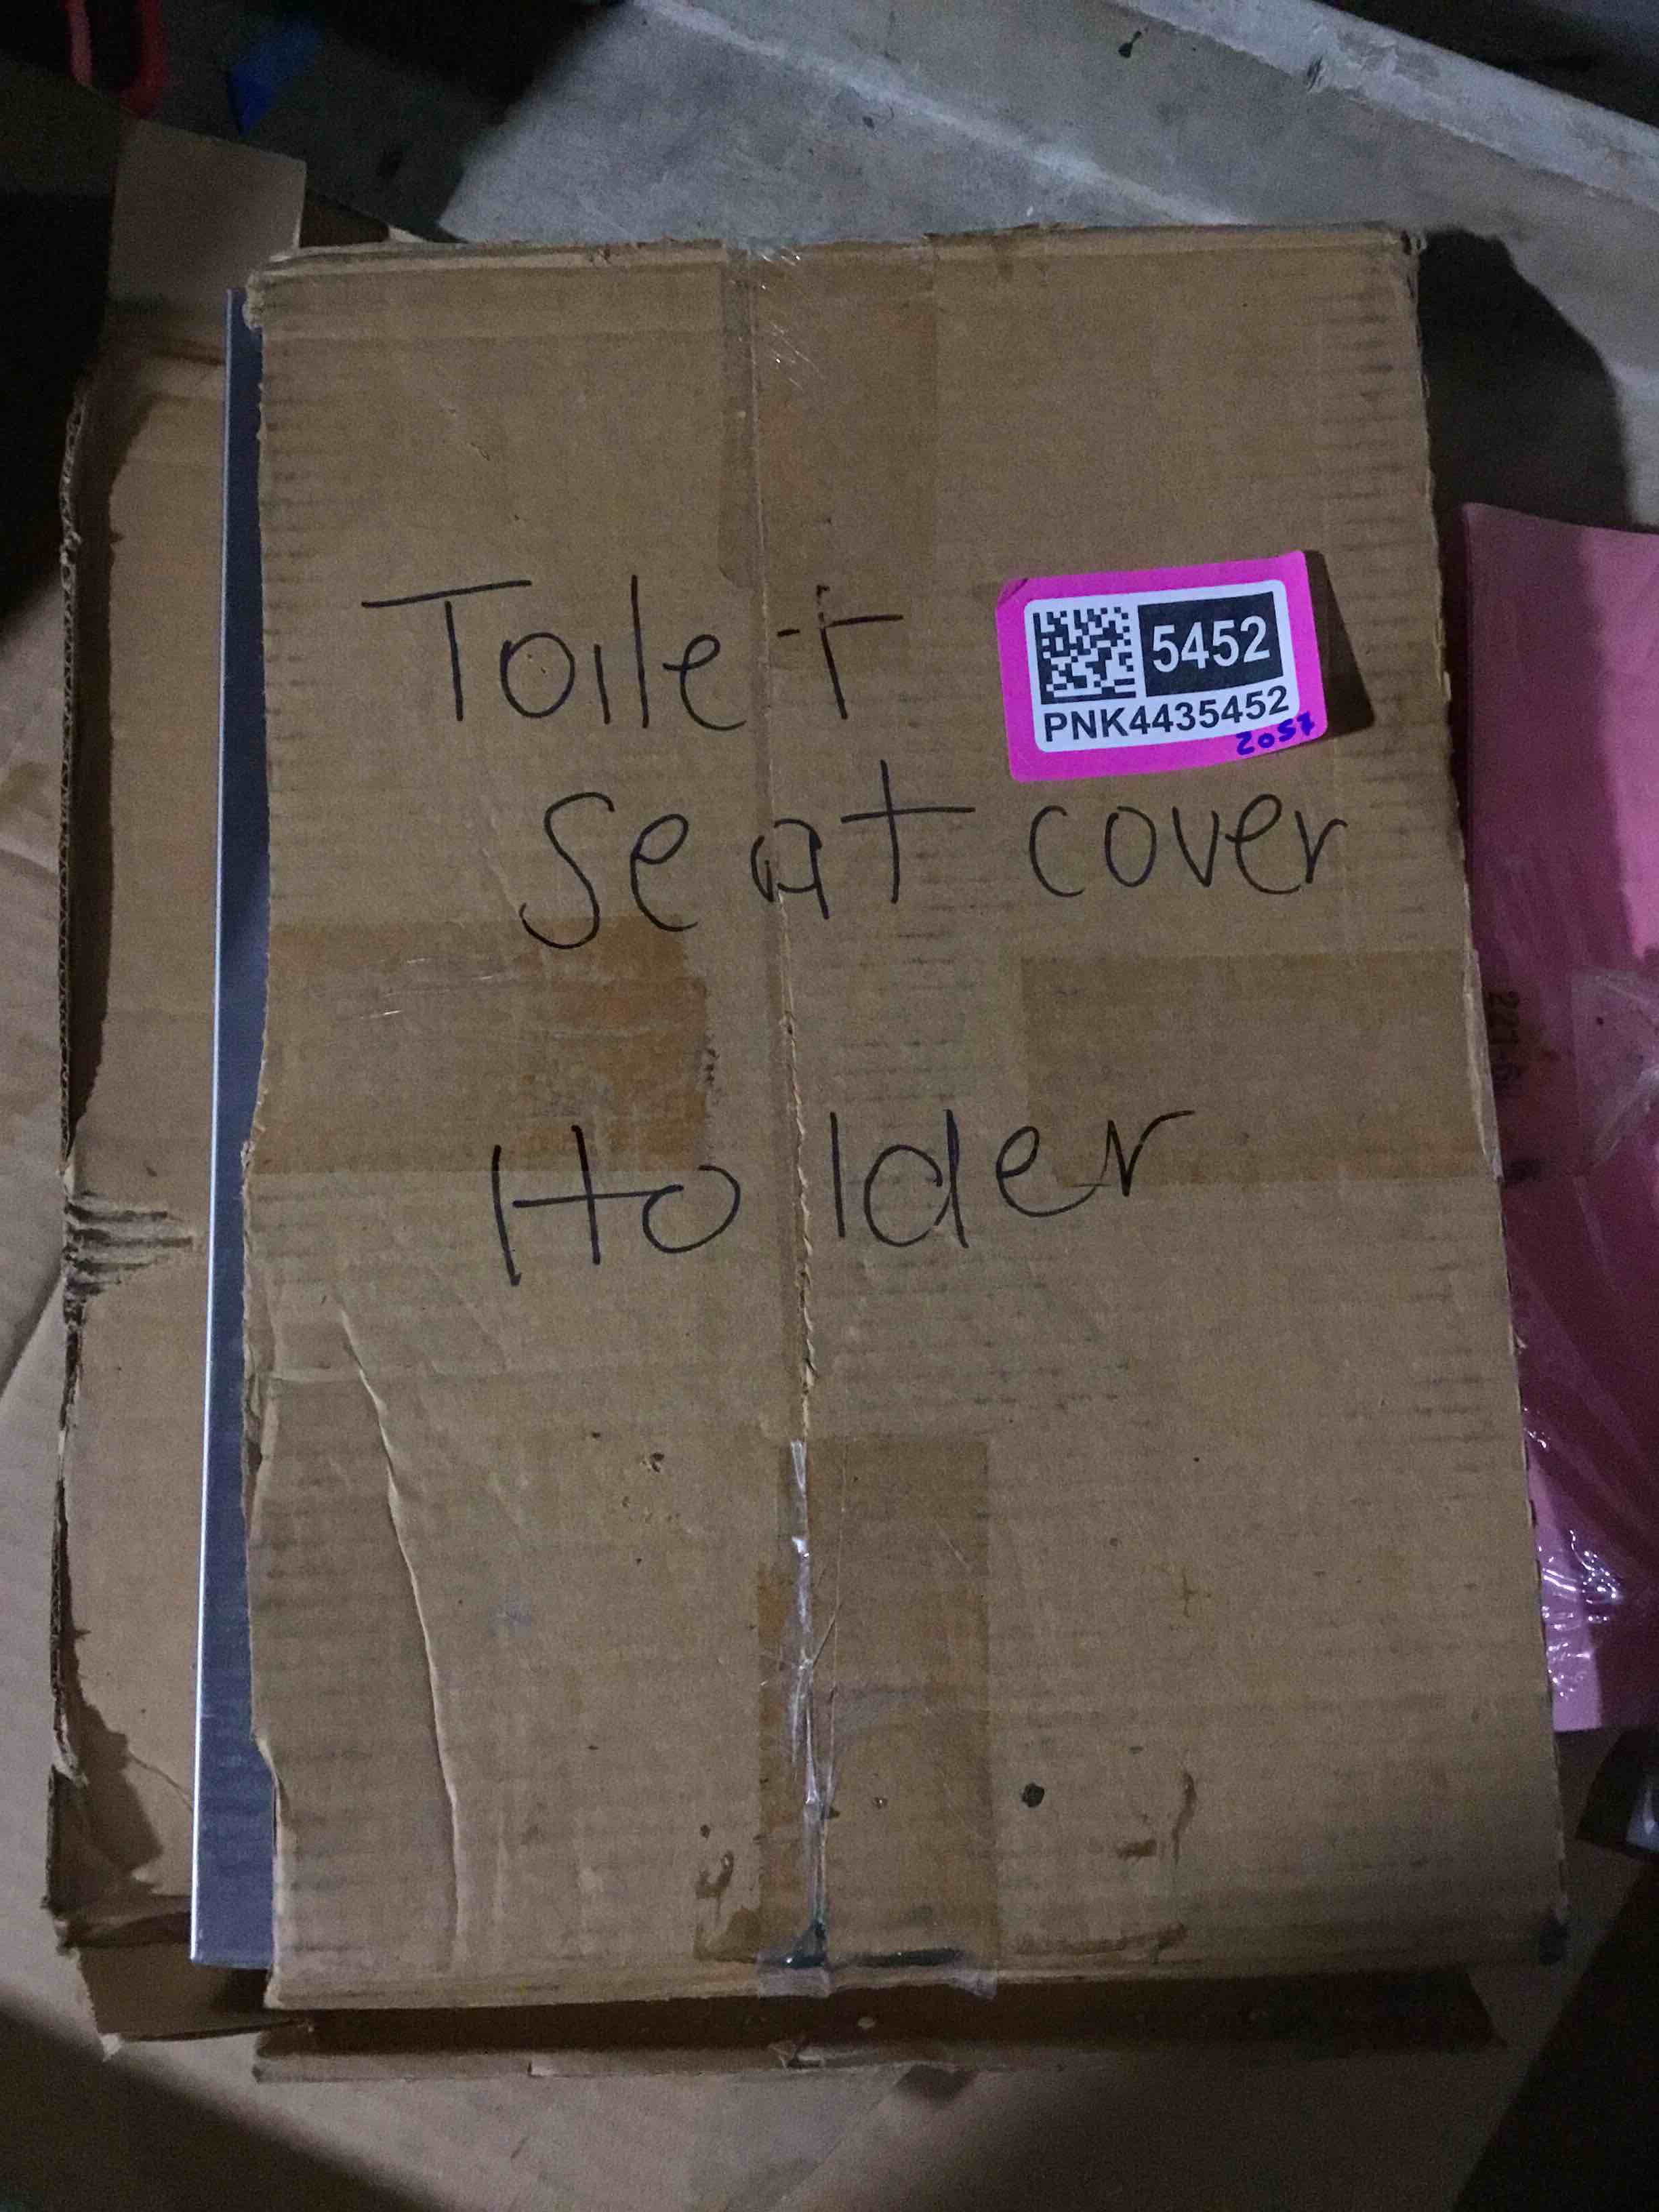 Toilet
seat cover
Holder
5452
PNK4435452
2057